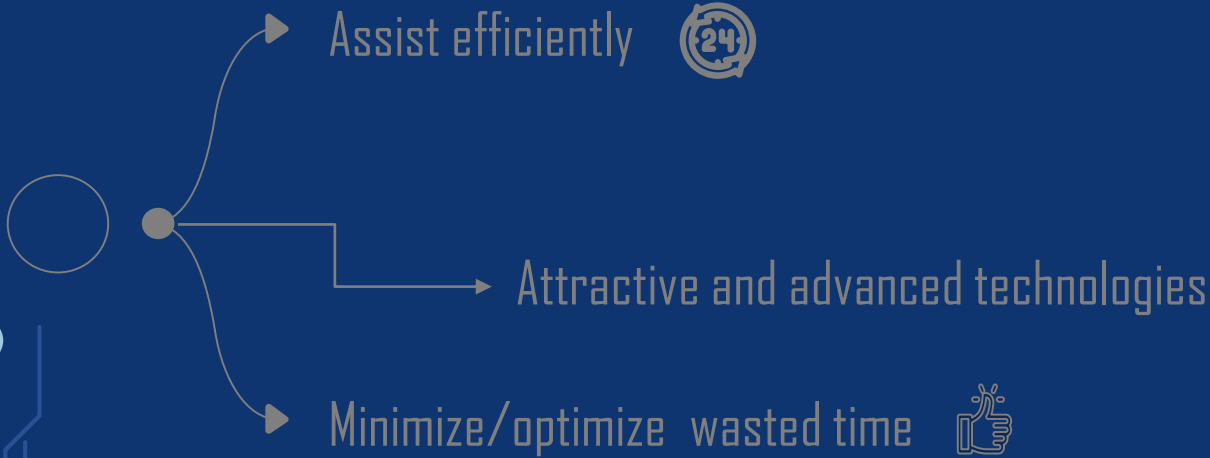 Assist efficiently
24
Attractive and advanced technologies
Minimize/optimize wasted time